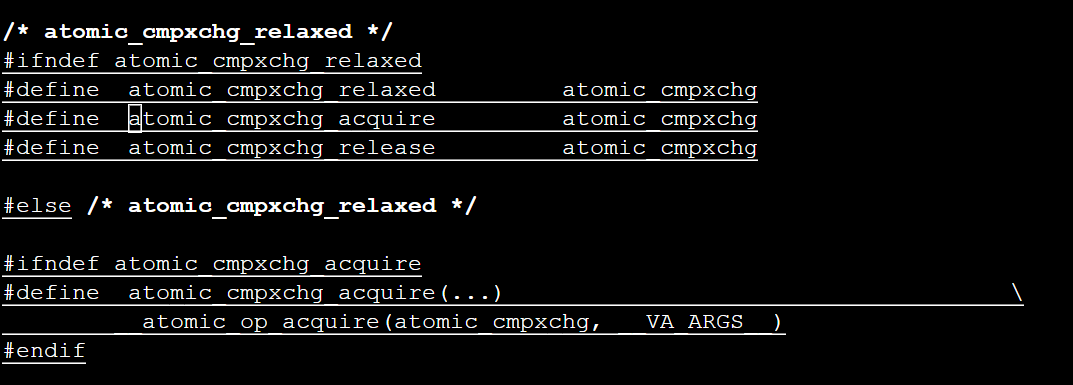 /* atomic_cmpxchg_relaxed */
#ifndef atomic_cmpxchg_relaxed
#define  atomic_cmpxchg_relaxed         atomic_cmpxchg
#define  atomic_cmpxchg_acquire         atomic_cmpxchg
#define  atomic_cmpxchg_release         atomic_cmpxchg
#else /* atomic_cmpxchg_relaxed */
#ifndef atomic_cmpxchg_acquire
#define  atomic_cmpxchg_acquire(...)                                    \
        __atomic_op_acquire(atomic_cmpxchg, __VA_ARGS__)
#endif